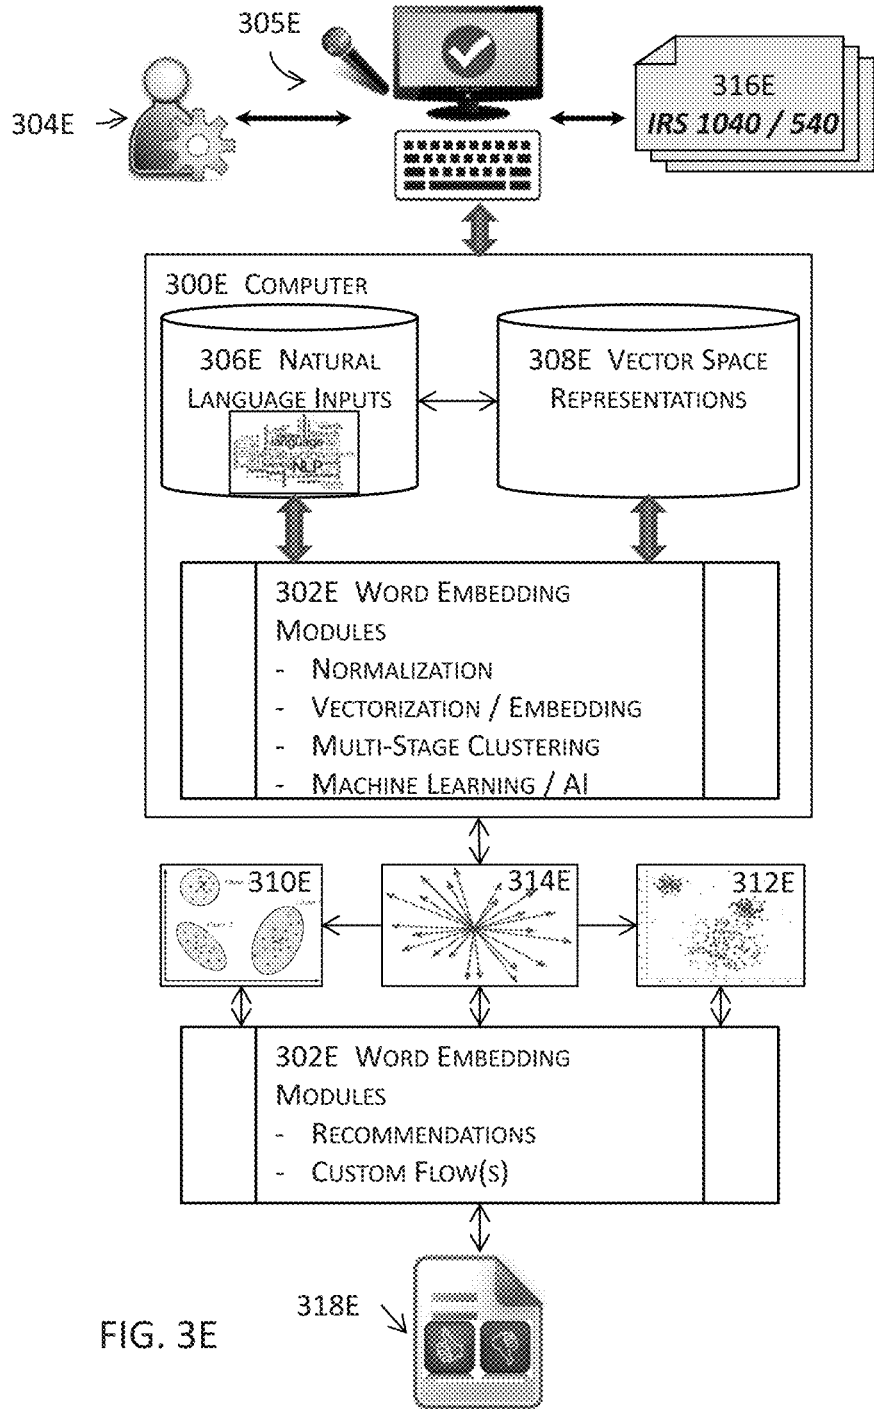 305E
304E
316E
IRS 1040 / 540
300E COMPUTER
306E NATURAL
LANGUAGE INPUTS
NLP
308E VECTOR SPACE
REPRESENTATIONS
302E WORD EMBEDDING
MODULES
- NORMALIZATION
- VECTORIZATION / EMBEDDING
- MULTI-STAGE CLUSTERING
- MACHINE LEARNING / AI
310E
314E
312E
302E WORD EMBEDDING
MODULES
- RECOMMENDATIONS
- CUSTOM FLOW(S)
318E
FIG. 3E